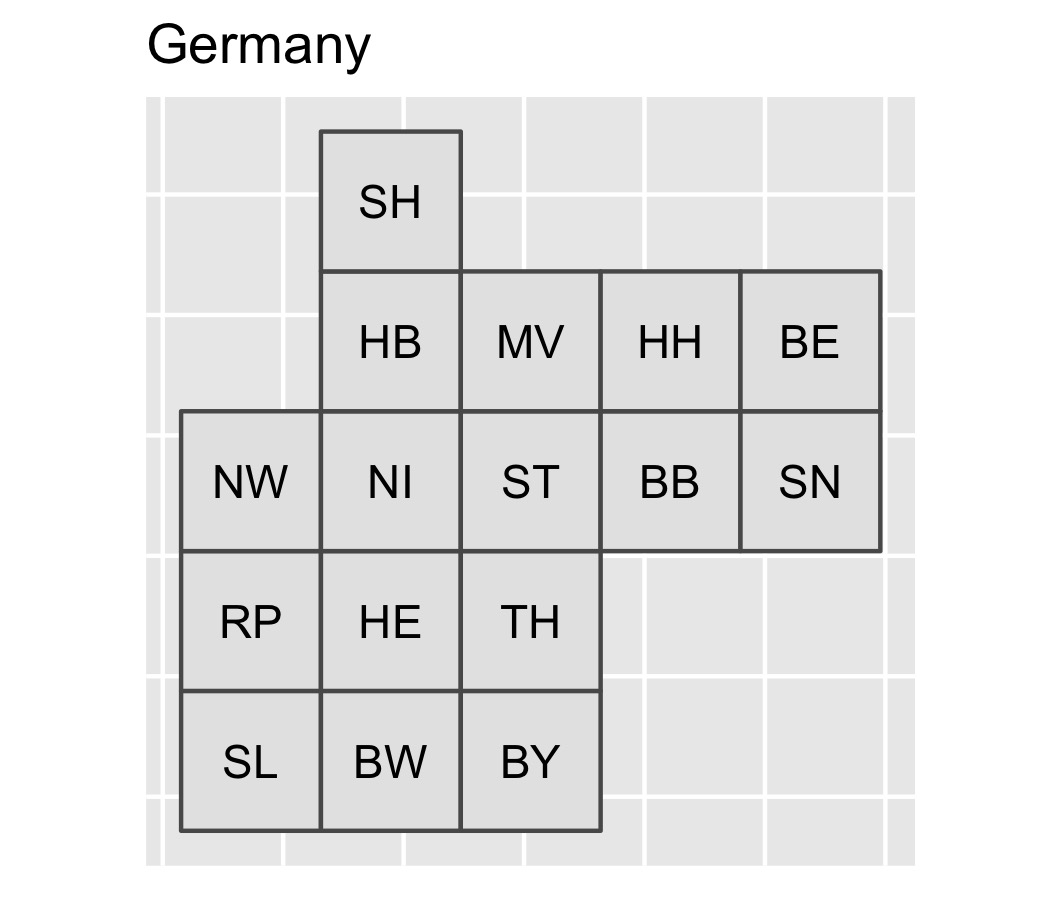 Germany
SH
HB MV HH BE
NW NI ST BB SN
RP HE TH
SL BW BY